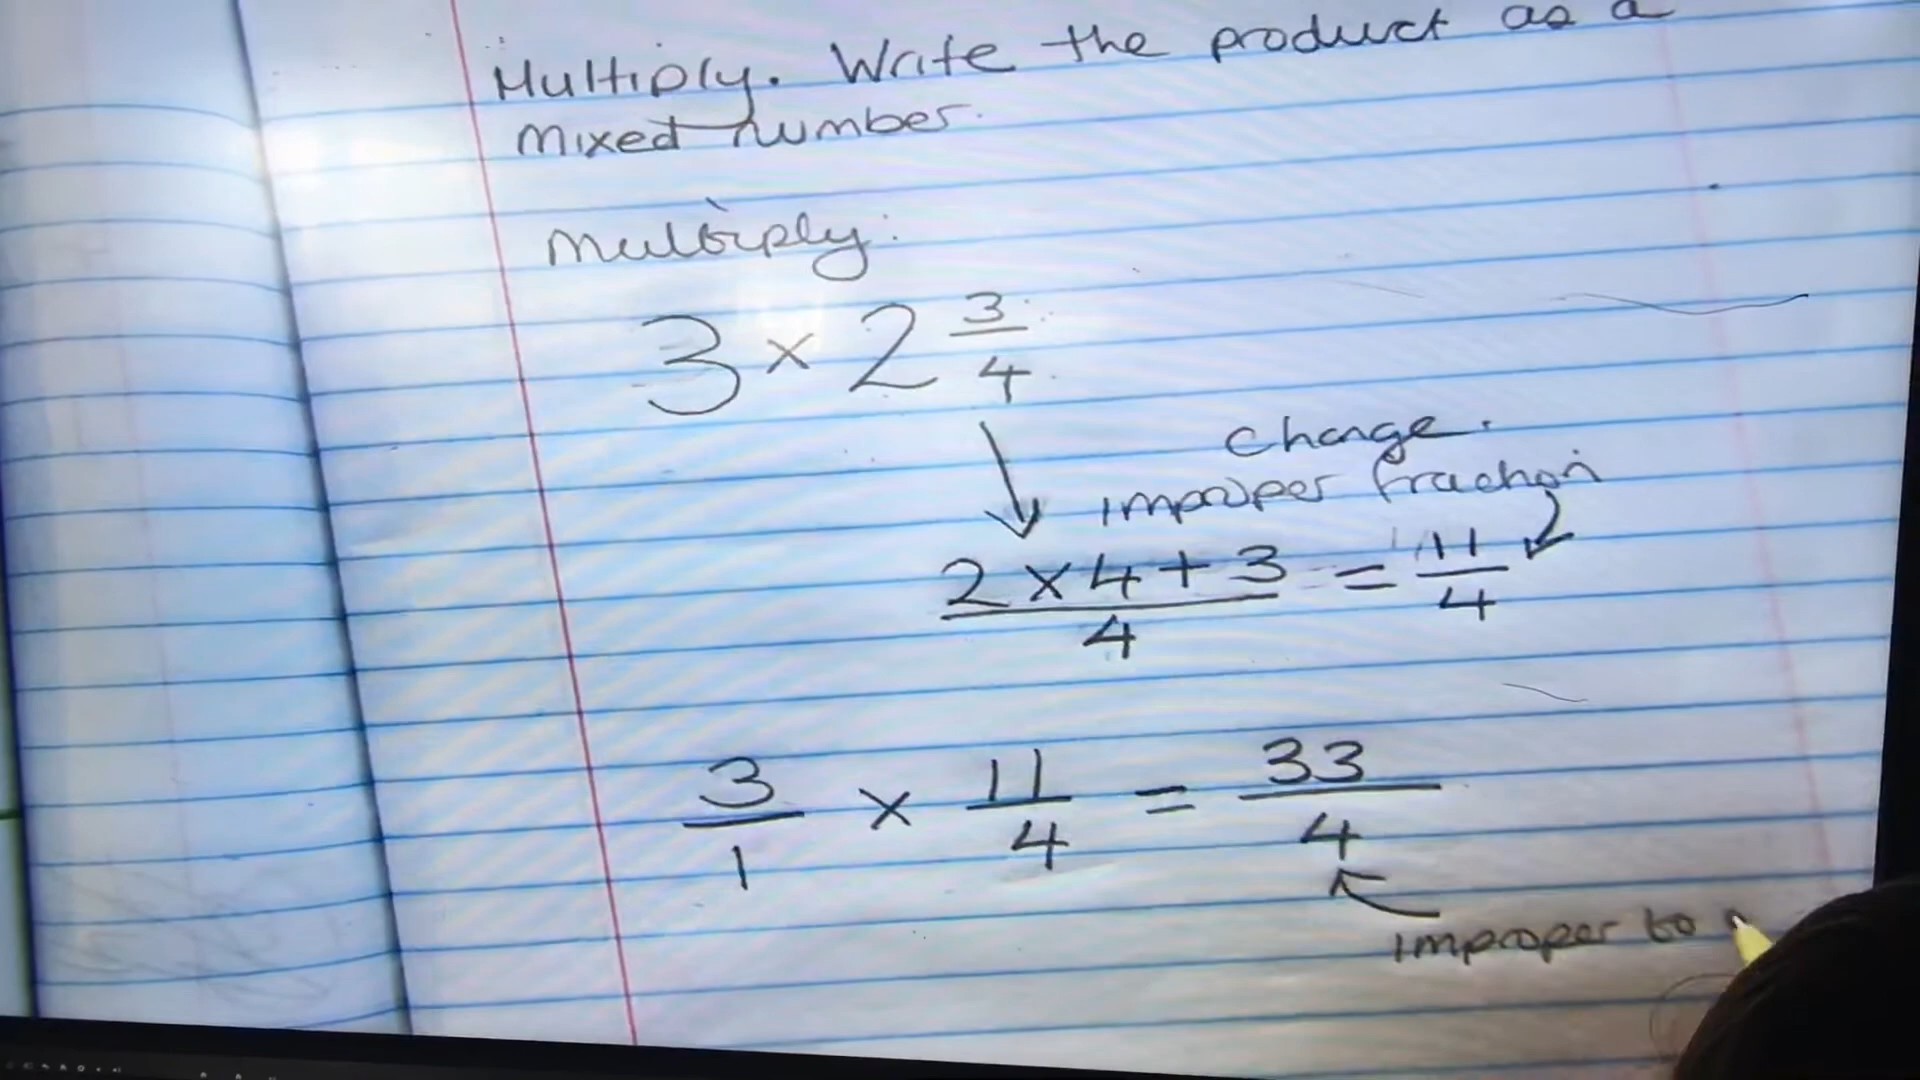 Multiply. Write the product as a
mixed number.
Multiply:
3 × 2 3/4
change.
improper fraction
2 × 4 + 3 / 4 = 11/4
3/1 × 11/4 = 33/4
improper to